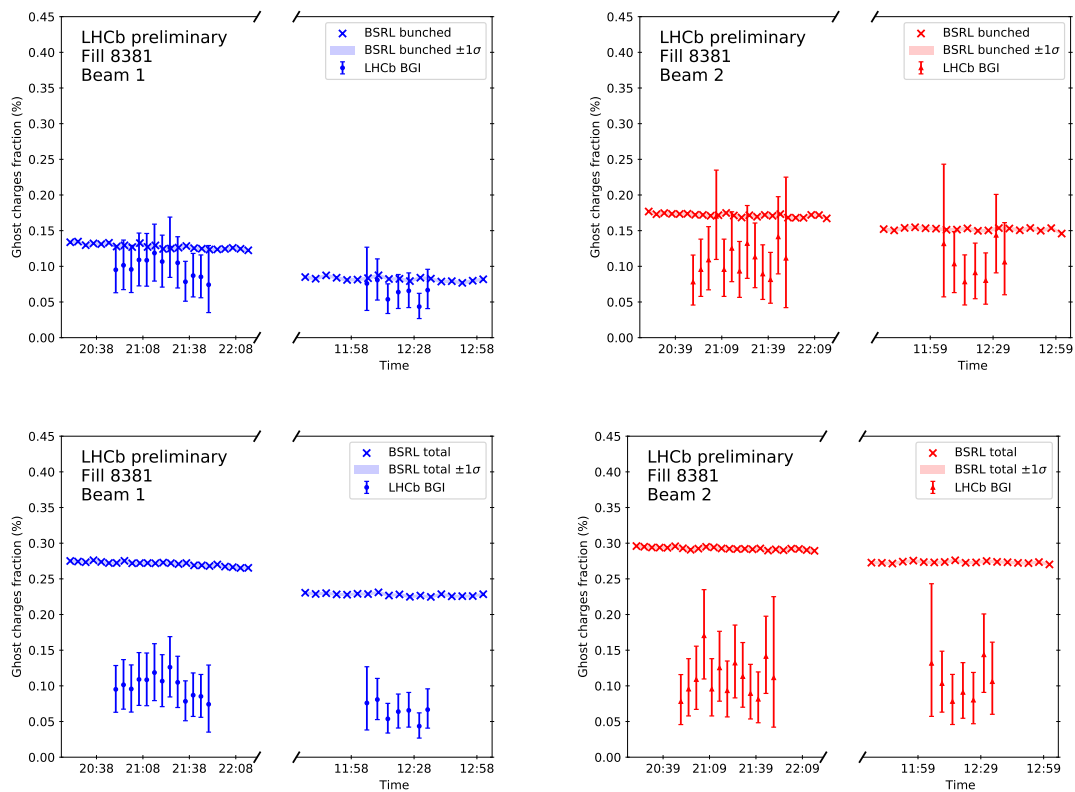 LHCb preliminary
Fill 8381
Beam 1
BSRL bunched
BSRL bunched ±1σ
LHCb BGI
Ghost charges fraction (%)
0.45
0.40
0.35
0.30
0.25
0.20
0.15
0.10
0.05
0.00
20:38 21:08 21:38 22:08 11:58 12:28 12:58
Time
LHCb preliminary
Fill 8381
Beam 2
BSRL bunched
BSRL bunched ±1σ
LHCb BGI
Ghost charges fraction (%)
0.45
0.40
0.35
0.30
0.25
0.20
0.15
0.10
0.05
0.00
20:39 21:09 21:39 22:09 11:59 12:29 12:59
Time
LHCb preliminary
Fill 8381
Beam 1
BSRL total
BSRL total ±1σ
LHCb BGI
Ghost charges fraction (%)
0.45
0.40
0.35
0.30
0.25
0.20
0.15
0.10
0.05
0.00
20:38 21:08 21:38 22:08 11:58 12:28 12:58
Time
LHCb preliminary
Fill 8381
Beam 2
BSRL total
BSRL total ±1σ
LHCb BGI
Ghost charges fraction (%)
0.45
0.40
0.35
0.30
0.25
0.20
0.15
0.10
0.05
0.00
20:39 21:09 21:39 22:09 11:59 12:29 12:59
Time